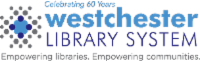 Celebrating 60 Years
westchester
LIBRARY SYSTEM
Empowering libraries. Empowering communities.